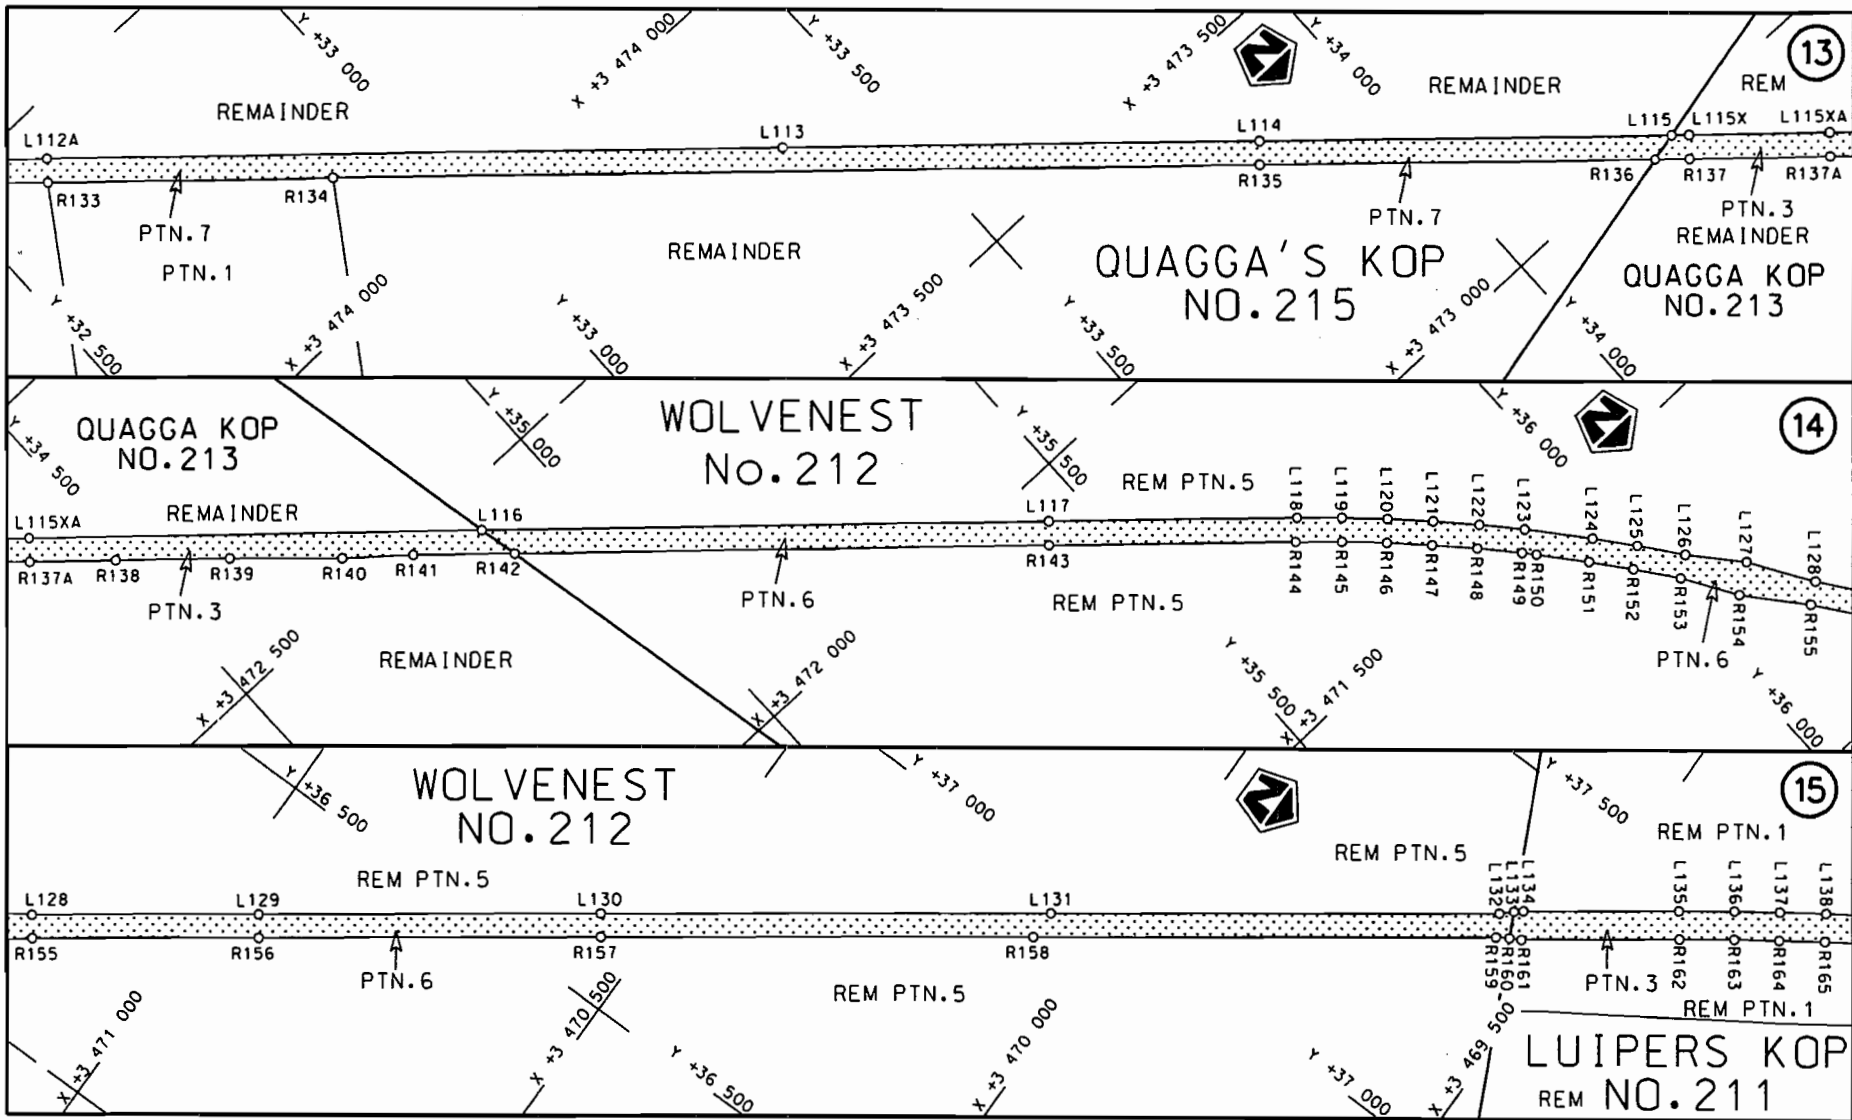 Y +33 000
X +3 474 000
Y +33 500
X +3 473 500
N
Y +34 000
13
REMAINDER
REMAINDER
REM
L112A
L113
L114
L115
L115X
L115XA
R133
R134
R135
R136
R137
R137A
PTN.7
PTN.7
PTN.3
PTN.1
REMAINDER
REMAINDER
QUAGGA'S KOP
NO.215
QUAGGA KOP
NO.213
Y +32 500
X +3 474 000
Y +33 000
X +3 473 500
Y +33 500
X +3 473 000
Y +34 000
Y +34 500
QUAGGA KOP
NO.213
Y +35 000
WOLVENEST
No.212
Y +35 500
Y +36 000
N
14
REMAINDER
REM PTN.5
L115XA
L116
L117
L118
L119
L120
L121
L122
L123
L124
L125
L126
L127
L128
R137A
R138
R139
R140
R141
R142
R143
R144
R145
R146
R147
R148
R149
R150
R151
R152
R153
R154
R155
PTN.3
PTN.6
REM PTN.5
PTN.6
REMAINDER
X +3 472 500
X +3 472 000
Y +35 500
X +3 471 500
Y +36 000
Y +36 500
WOLVENEST
NO.212
Y +37 000
N
Y +37 500
15
REM PTN.5
REM PTN.5
REM PTN.1
L128
L129
L130
L131
L132
L133
L134
L135
L136
L137
L138
R155
R156
R157
R158
R159
R160
R161
R162
R163
R164
R165
PTN.6
REM PTN.5
PTN.3
REM PTN.1
X +3 471 000
X +3 470 500
Y +36 500
X +3 470 000
Y +37 000
X +3 469 500
LUIPERS KOP
REM NO.211